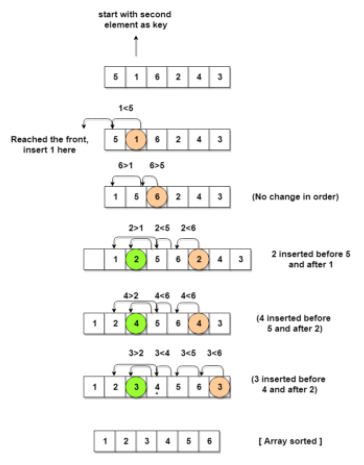 start with second
element as key
5 1 6 2 4 3
1<5
Reached the front,
insert 1 here
5 1 6 2 4 3
6>1 6>5
1 5 6 2 4 3
(No change in order)
2>1 2<5 2<6
1 2 5 6 2 4 3
2 inserted before 5
and after 1
4>2 4<6 4<6
1 2 4 5 6 4 3
(4 inserted before
5 and after 2)
3>2 3<4 3<5 3<6
1 2 3 4 5 6 3
(3 inserted before
4 and after 2)
1 2 3 4 5 6
[ Array sorted ]